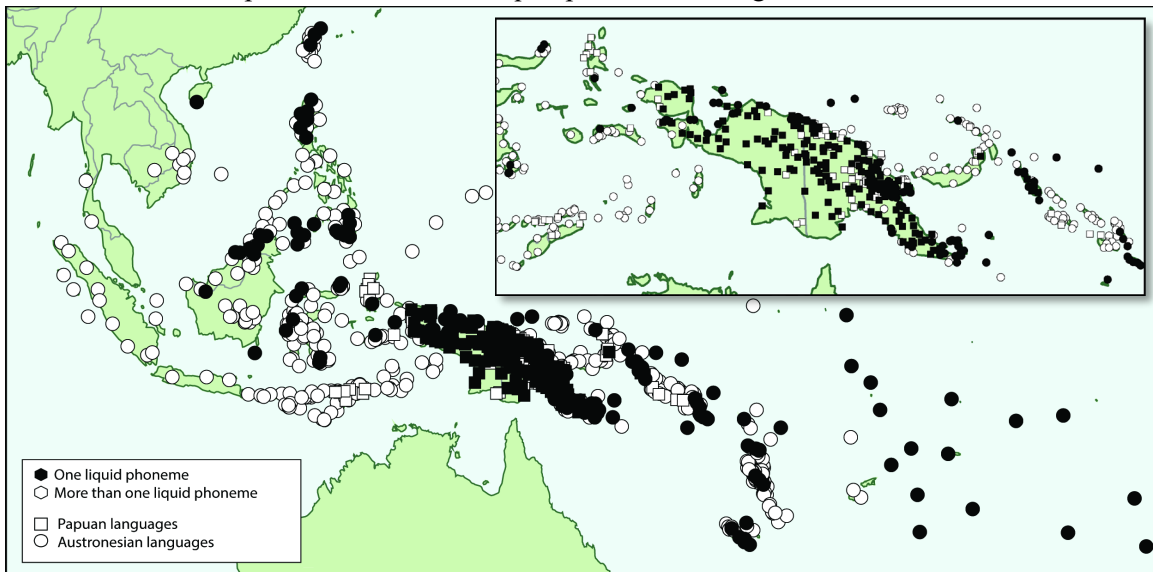 One liquid phoneme
More than one liquid phoneme
Papuan languages
Austronesian languages